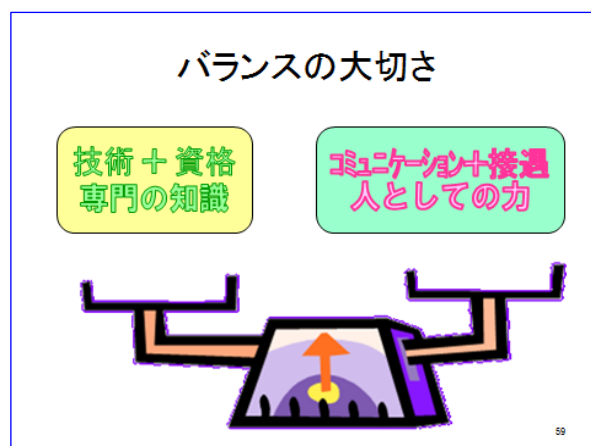 バランスの大切さ
技術＋資格
専門の知識
コミュニケーション＋接遇
人としての力
59